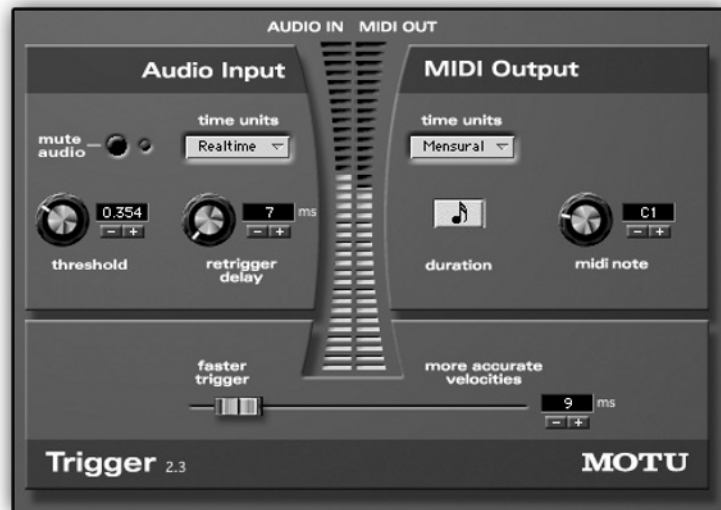 AUDIO IN MIDI OUT
Audio Input
mute audio
time units
Realtime
0.354
- +
threshold
7 ms
- +
retrigger delay
MIDI Output
time units
Mensural
duration
C1
- +
midi note
faster trigger
more accurate velocities
9 ms
- +
Trigger 2.3
MOTU